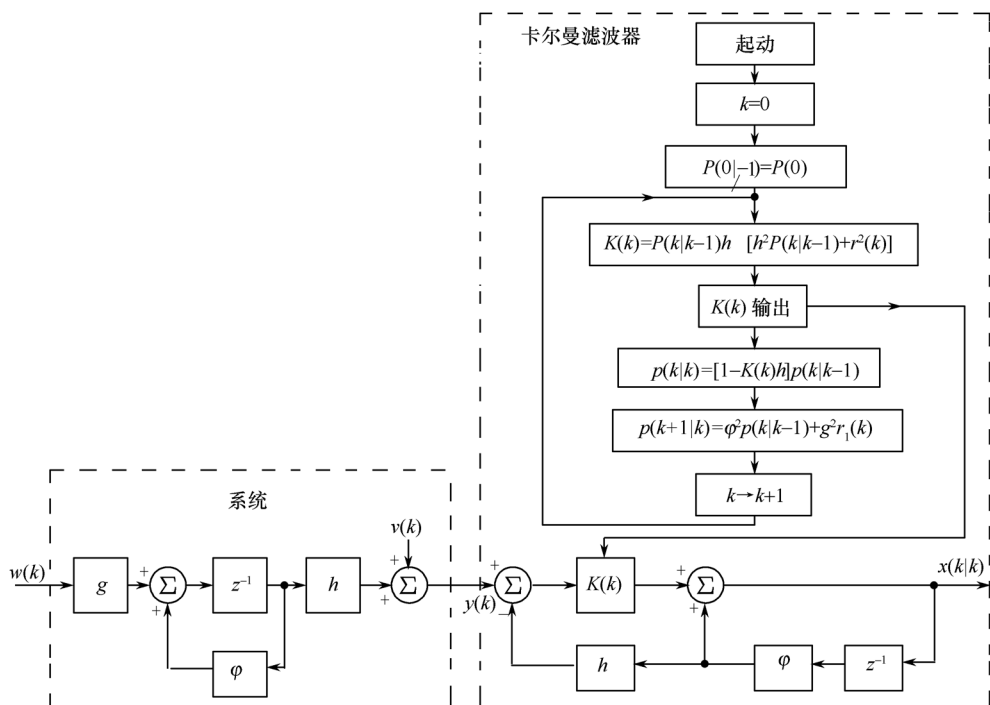 卡尔曼滤波器
起动
k=0
P(0|-1)=P(0)
K(k)=P(k|k-1)h [h²P(k|k-1)+r²(k)]
K(k) 输出
p(k|k)=[1-K(k)h]p(k|k-1)
p(k+1|k)=φ²p(k|k-1)+g²r₁(k)
k→k+1
系统
v(k)
w(k)
g
+
+
Σ
z⁻¹
h
+
+
Σ
φ
y(k)
+
−
Σ
K(k)
+
+
Σ
x(k|k)
h
φ
z⁻¹